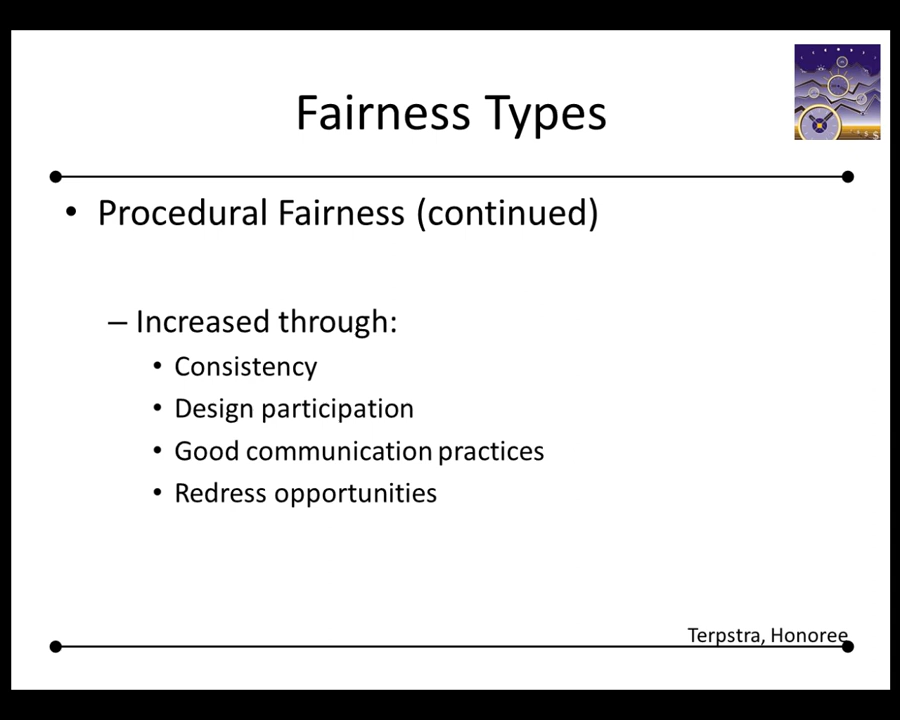 Fairness Types
• Procedural Fairness (continued)
– Increased through:
• Consistency
• Design participation
• Good communication practices
• Redress opportunities
Terpstra, Honoree